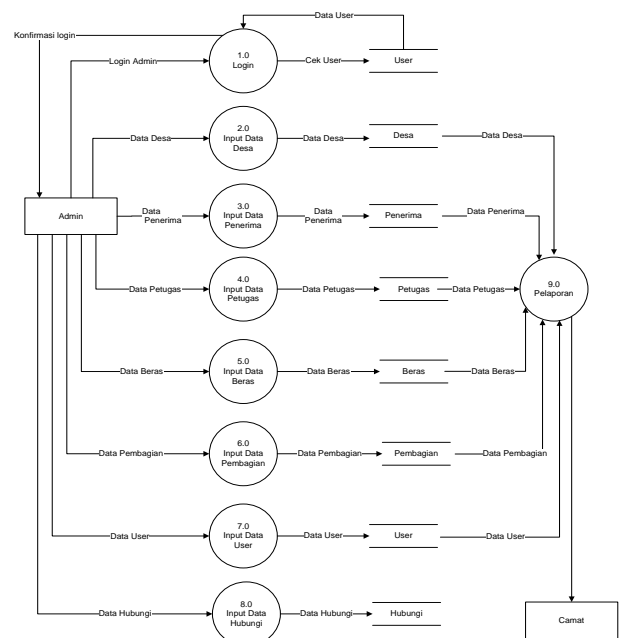 Data User
Konfirmasi login
1.0
Login
Login Admin
Cek User
User
2.0
Input Data
Desa
Data Desa
Data Desa
Desa
Data Desa
Admin
Data
Penerima
3.0
Input Data
Penerima
Data
Penerima
Penerima
Data Penerima
4.0
Input Data
Petugas
Data Petugas
Data Petugas
Petugas
Data Petugas
9.0
Pelaporan
5.0
Input Data
Beras
Data Beras
Data Beras
Beras
Data Beras
6.0
Input Data
Pembagian
Data Pembagian
Data Pembagian
Pembagian
Data Pembagian
7.0
Input Data
User
Data User
Data User
User
Data User
8.0
Input Data
Hubungi
Data Hubungi
Data Hubungi
Hubungi
Camat